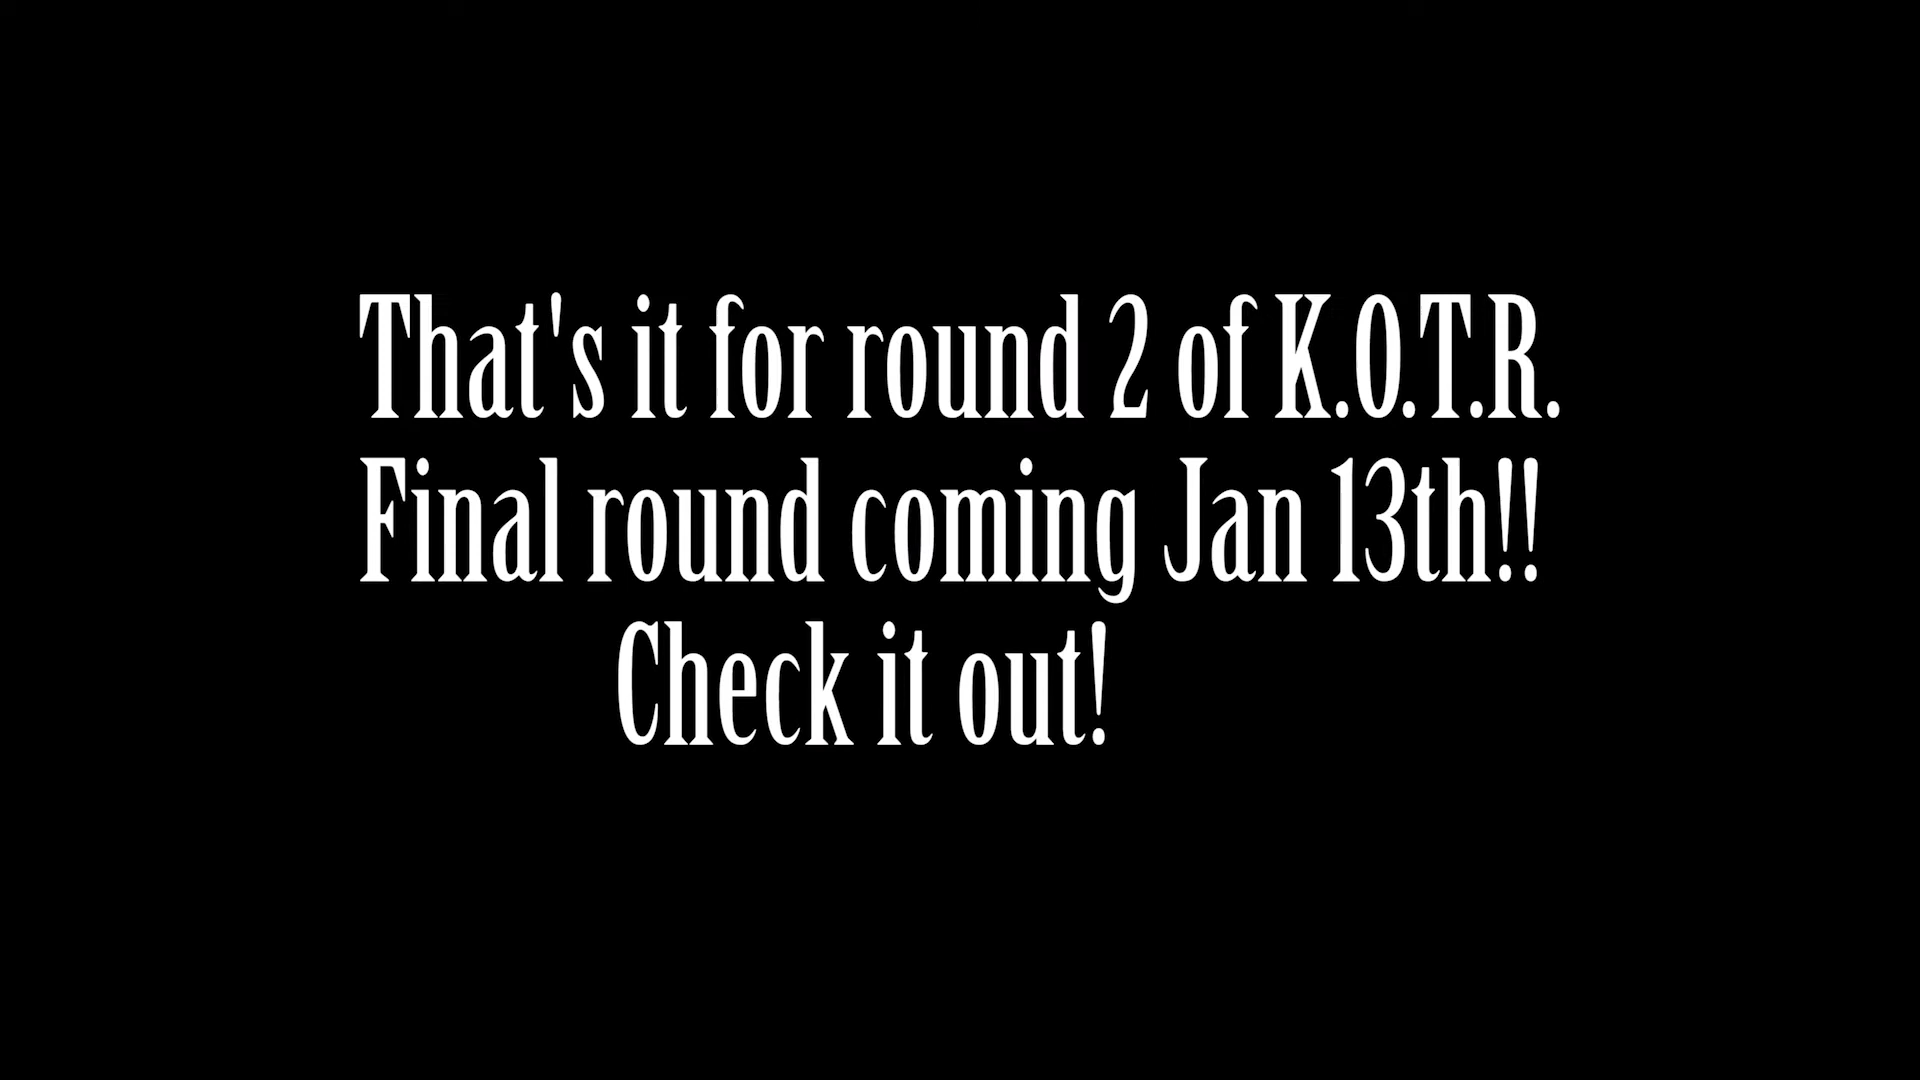 That's it for round 2 of K.O.T.R.
Final round coming Jan 13th!!
Check it out!